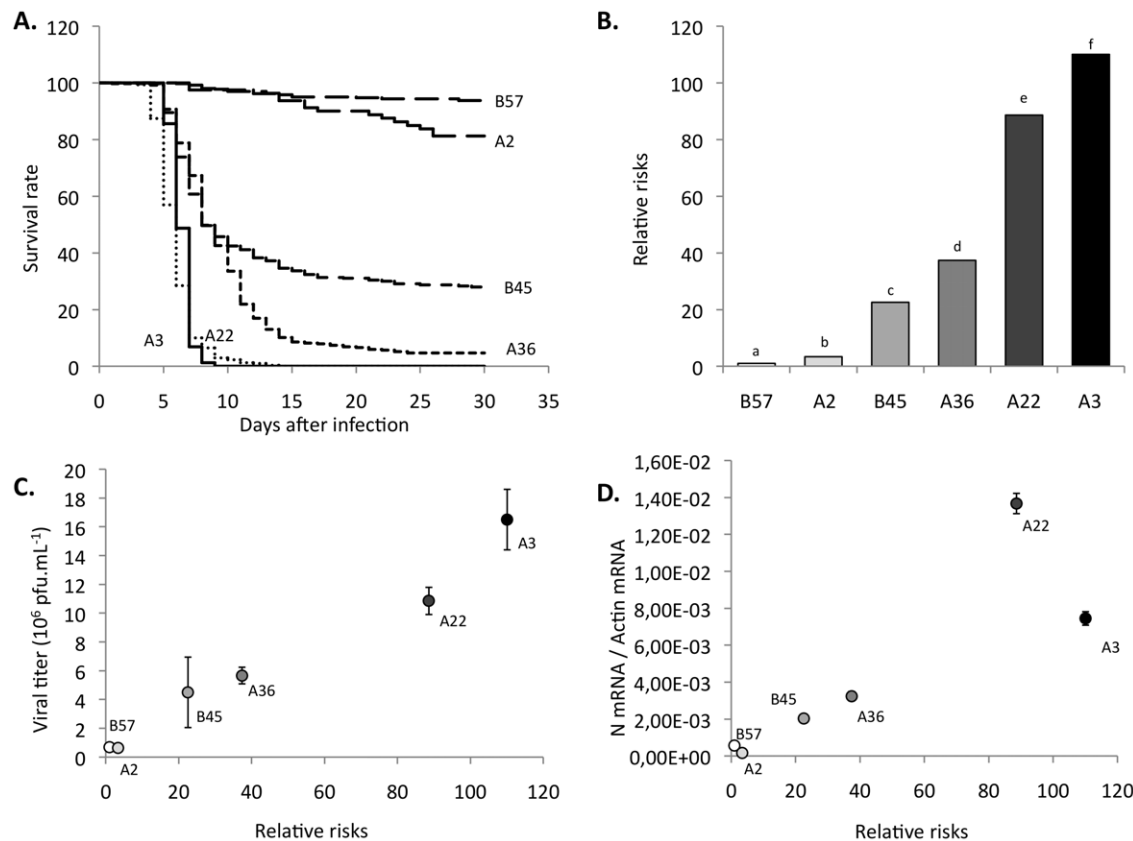 A.
120
100
80
60
40
20
0
Survival rate
B57
A2
B45
A36
A3
A22
0 5 10 15 20 25 30 35
Days after infection
B.
120
100
80
60
40
20
0
Relative risks
a
b
c
d
e
f
B57 A2 B45 A36 A22 A3
C.
20
18
16
14
12
10
8
6
4
2
0
Viral titer (10⁶ pfu.mL⁻¹)
B57
A2
B45
A36
A22
A3
0 20 40 60 80 100 120
Relative risks
D.
1,60E-02
1,40E-02
1,20E-02
1,00E-02
8,00E-03
6,00E-03
4,00E-03
2,00E-03
0,00E+00
N mRNA / Actin mRNA
B57
A2
B45
A36
A22
A3
0 20 40 60 80 100 120
Relative risks